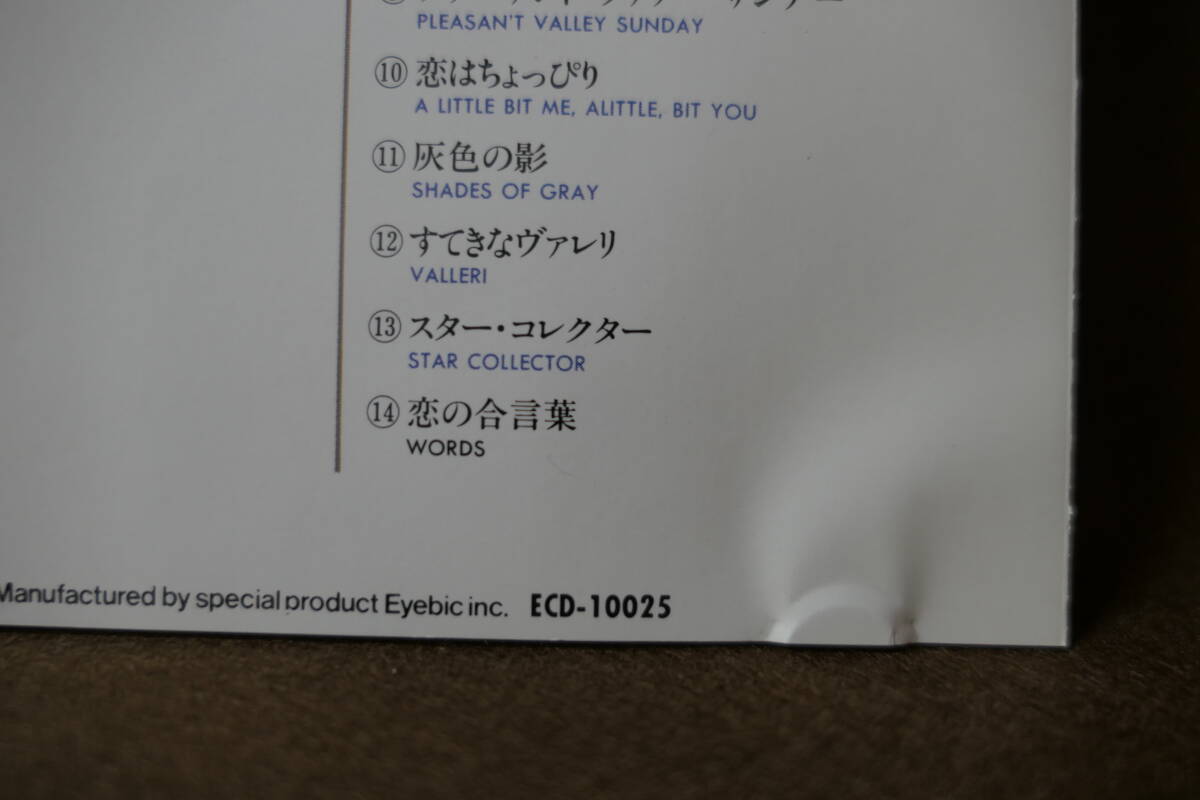 PLEASAN'T VALLEY SUNDAY
⑩ 恋はちょっぴり
A LITTLE BIT ME, ALITTLE, BIT YOU
⑪ 灰色の影
SHADES OF GRAY
⑫ すてきなヴァレリ
VALLERI
⑬ スター・コレクター
STAR COLLECTOR
⑭ 恋の合言葉
WORDS
Manufactured by special product Eyebic inc. ECD-10025